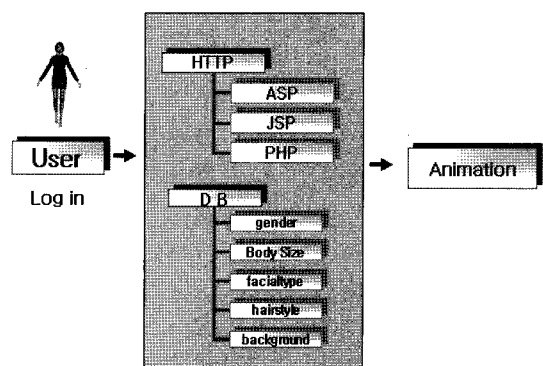 HTTP
ASP
JSP
PHP
User
Log in
D B
gender
Body Size
facialtype
hairstyle
background
Animation